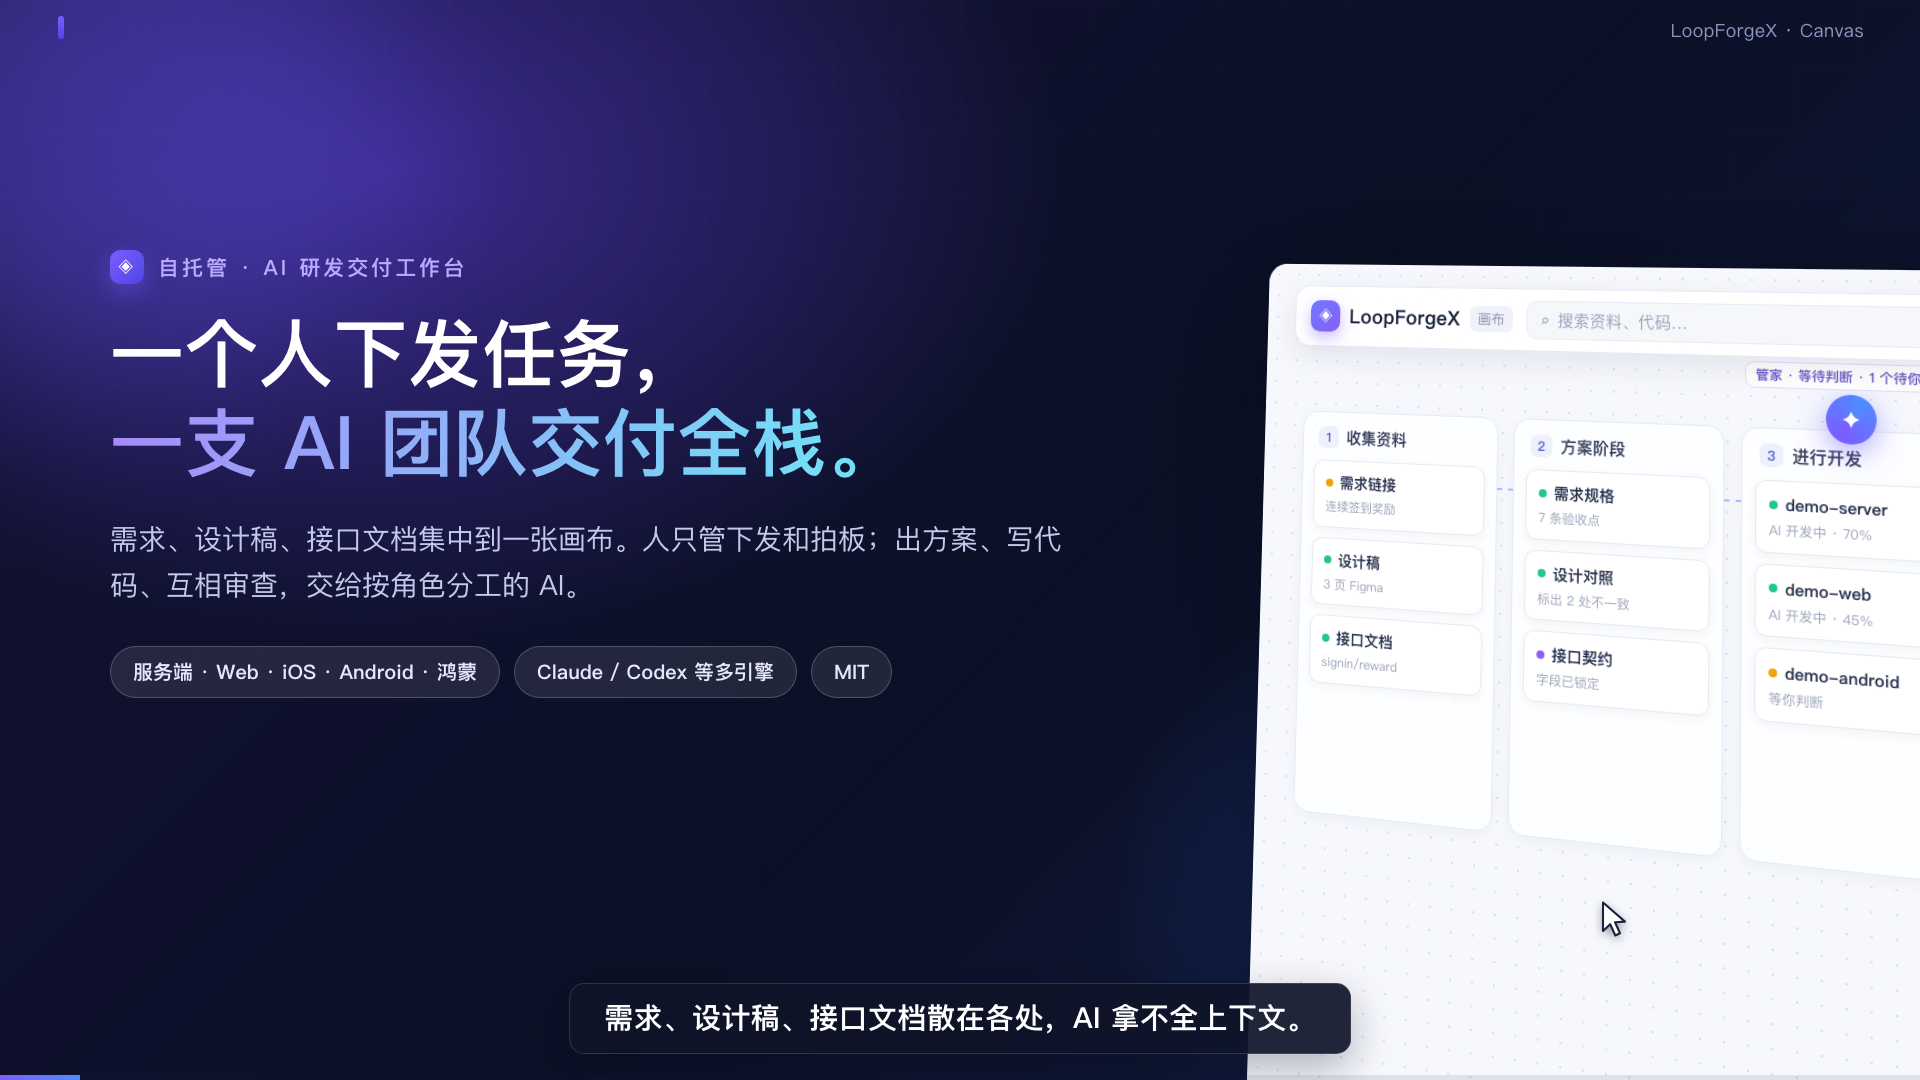 LoopForgeX · Canvas
自托管 · AI 研发交付工作台
一个人下发任务，
一支 AI 团队交付全栈。
需求、设计稿、接口文档集中到一张画布。人只管下发和拍板；出方案、写代
码、互相审查，交给按角色分工的 AI。
服务端 · Web · iOS · Android · 鸿蒙
Claude / Codex 等多引擎
MIT
LoopForgeX
画布
搜索资料、代码...
管家 · 等待判断 · 1 个待你
1 收集资料
需求链接
连续签到奖励
设计稿
3 页 Figma
接口文档
signin/reward
2 方案阶段
需求规格
7 条验收点
设计对照
标出 2 处不一致
接口契约
字段已锁定
3 进行开发
demo-server
AI 开发中 · 70%
demo-web
AI 开发中 · 45%
demo-android
等你判断
需求、设计稿、接口文档散在各处，AI 拿不全上下文。